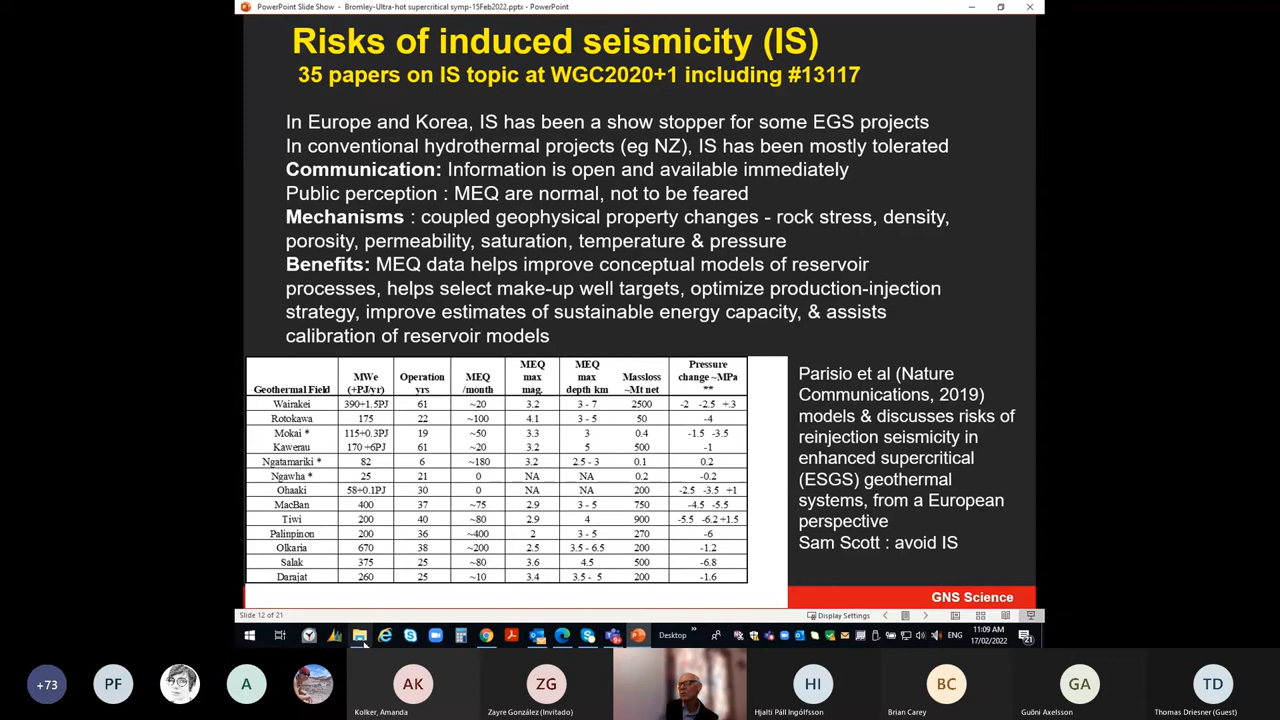 PowerPoint Slide Show - Bromley-Ultra-hot supercritical symp-15Feb2022.pptx - PowerPoint
Risks of induced seismicity (IS)
35 papers on IS topic at WGC2020+1 including #13117
In Europe and Korea, IS has been a show stopper for some EGS projects
In conventional hydrothermal projects (eg NZ), IS has been mostly tolerated
Communication: Information is open and available immediately
Public perception : MEQ are normal, not to be feared
Mechanisms : coupled geophysical property changes - rock stress, density,
porosity, permeability, saturation, temperature & pressure
Benefits: MEQ data helps improve conceptual models of reservoir
processes, helps select make-up well targets, optimize production-injection
strategy, improve estimates of sustainable energy capacity, & assists
calibration of reservoir models
Geothermal Field MWe (+PJ/yr) Operation yrs MEQ /month MEQ max mag. MEQ max depth km Massloss ~Mt net Pressure change ~MPa **
Wairakei 390+1.5PJ 61 ~20 3.2 3 - 7 2500 -2 -2.5 +.3
Rotokawa 175 22 ~100 4.1 3 - 5 50 -4
Mokai * 115+0.3PJ 19 ~50 3.3 3 0.4 -1.5 -3.5
Kawerau 170 +6PJ 61 ~20 3.2 5 500 -1
Ngatamariki * 82 6 ~180 3.2 2.5 - 3 0.1 0.2
Ngawha * 25 21 0 NA NA 0.2 -0.2
Ohaaki 58+0.1PJ 30 0 NA NA 200 -2.5 -3.5 +1
MacBan 400 37 ~75 2.9 3 - 5 750 -4.5 -5.5
Tiwi 200 40 ~80 2.9 4 900 -5.5 -6.2 +1.5
Palinpinon 200 36 ~400 2 3 - 5 270 -6
Olkaria 670 38 ~200 2.5 3.5 - 6.5 200 -1.2
Salak 375 25 ~80 3.6 4.5 500 -6.8
Darajat 260 25 ~10 3.4 3.5 - 5 200 -1.6
Parisio et al (Nature
Communications, 2019)
models & discusses risks of
reinjection seismicity in
enhanced supercritical
(ESGS) geothermal
systems, from a European
perspective
Sam Scott : avoid IS
GNS Science
Slide 12 of 21
Display Settings
Desktop
ENG
11:09 AM
17/02/2022
21
+73
PF
A
AK
Kolker, Amanda
ZG
Zayre González (Invitado)
HI
Hjalti Páll Ingólfsson
BC
Brian Carey
GA
Guðni Axelsson
TD
Thomas Driesner (Guest)